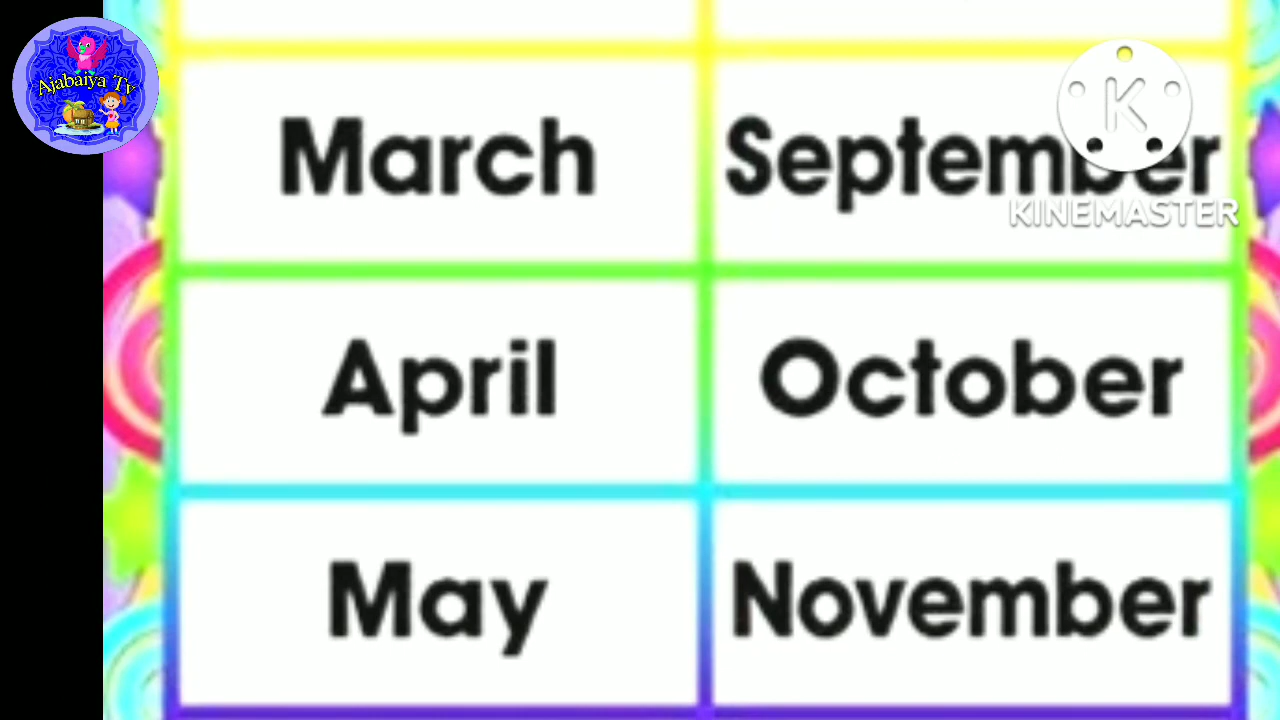 Ajabaiya Tv
March September
KINEMASTER
April October
May November